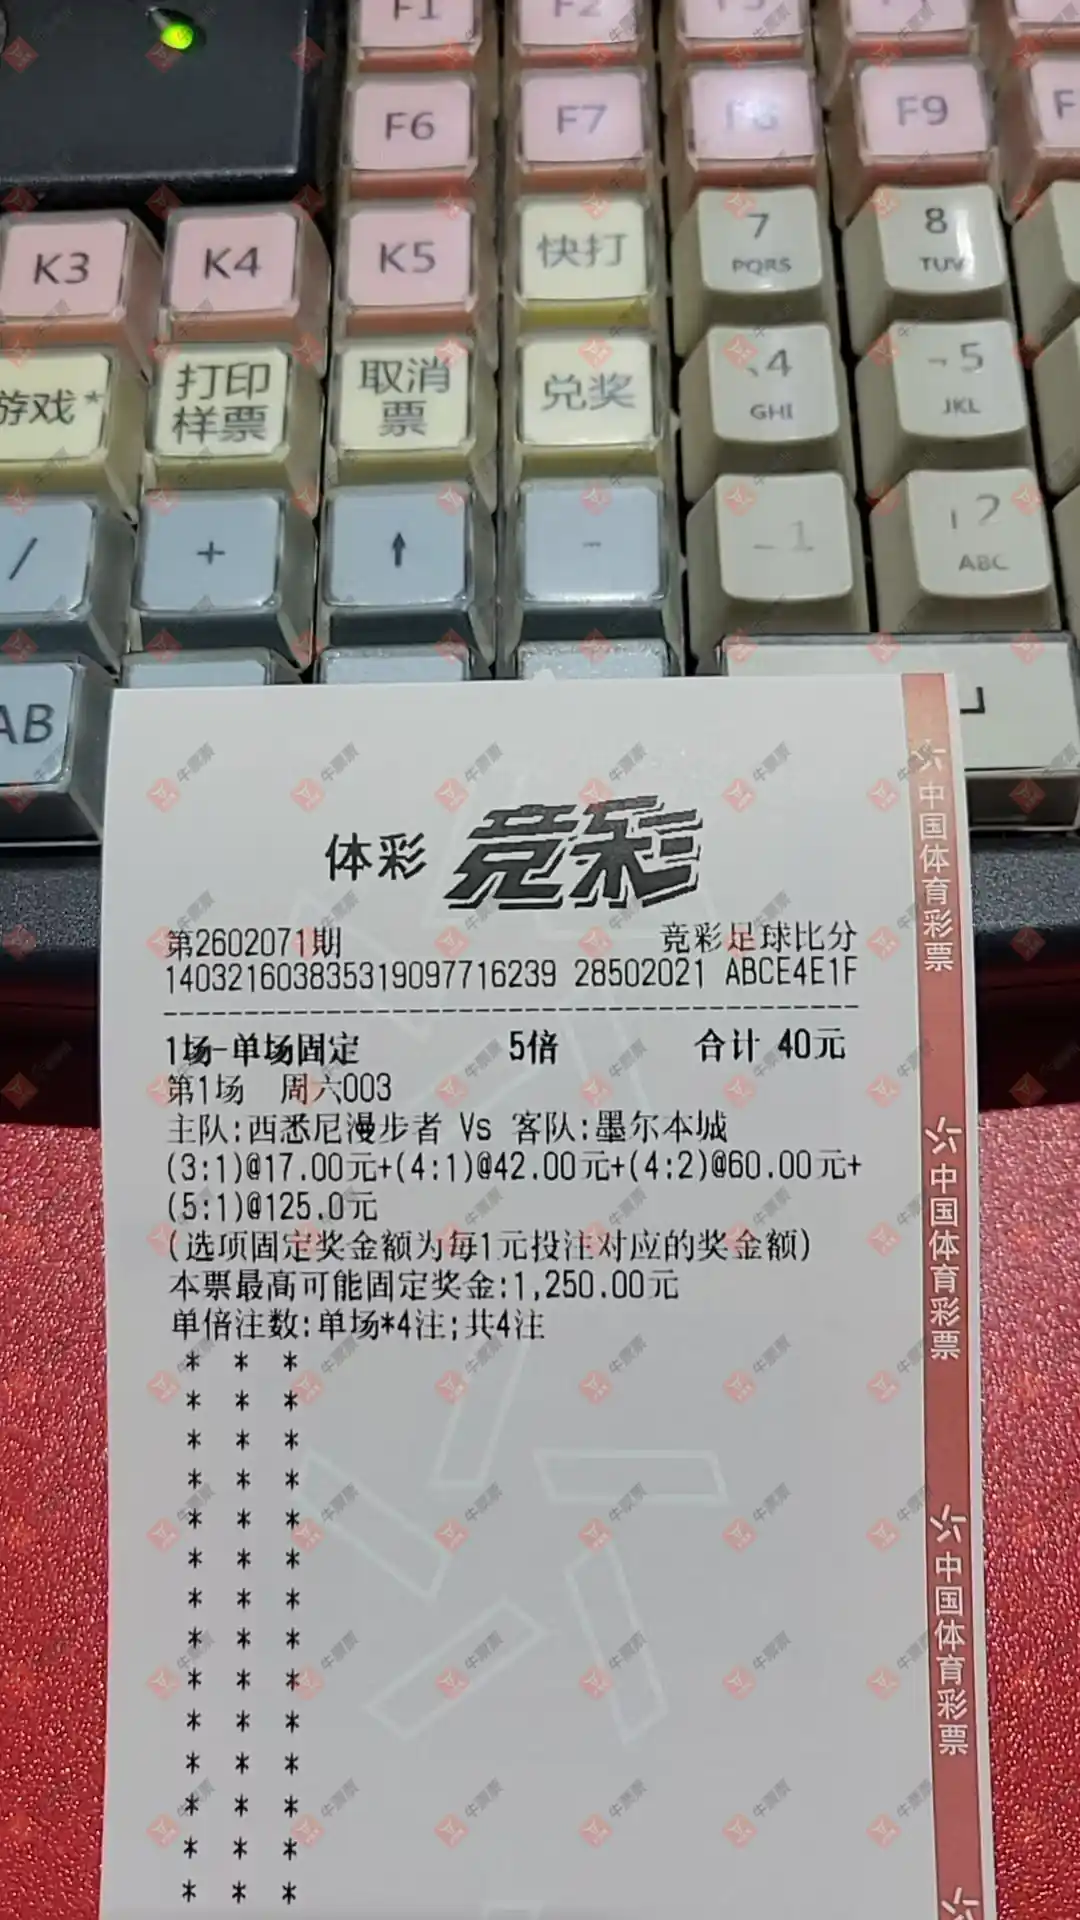 F1 F2
F6 F7 F8 F9
K3 K4 K5 快打 7 PQRS 8 TUV
游戏* 打印样票 取消票 兑奖 4 GHI 5 JKL
/ + ↑ - 1 2 ABC
AB
体彩 竞彩
第2602071期 竞彩足球比分
140321603835319097716239 28502021 ABCE4E1F
1场-单场固定 5倍 合计 40元
第1场 周六003
主队:西悉尼漫步者 Vs 客队:墨尔本城
(3:1)@17.00元+(4:1)@42.00元+(4:2)@60.00元+
(5:1)@125.0元
(选项固定奖金额为每1元投注对应的奖金额)
本票最高可能固定奖金:1,250.00元
单倍注数:单场*4注;共4注
* * *
* * *
* * *
* * *
* * *
* * *
* * *
* * *
* * *
* * *
* * *
* * *
* * *
* * *
中国体育彩票
中国体育彩票
中国体育彩票
牛票票